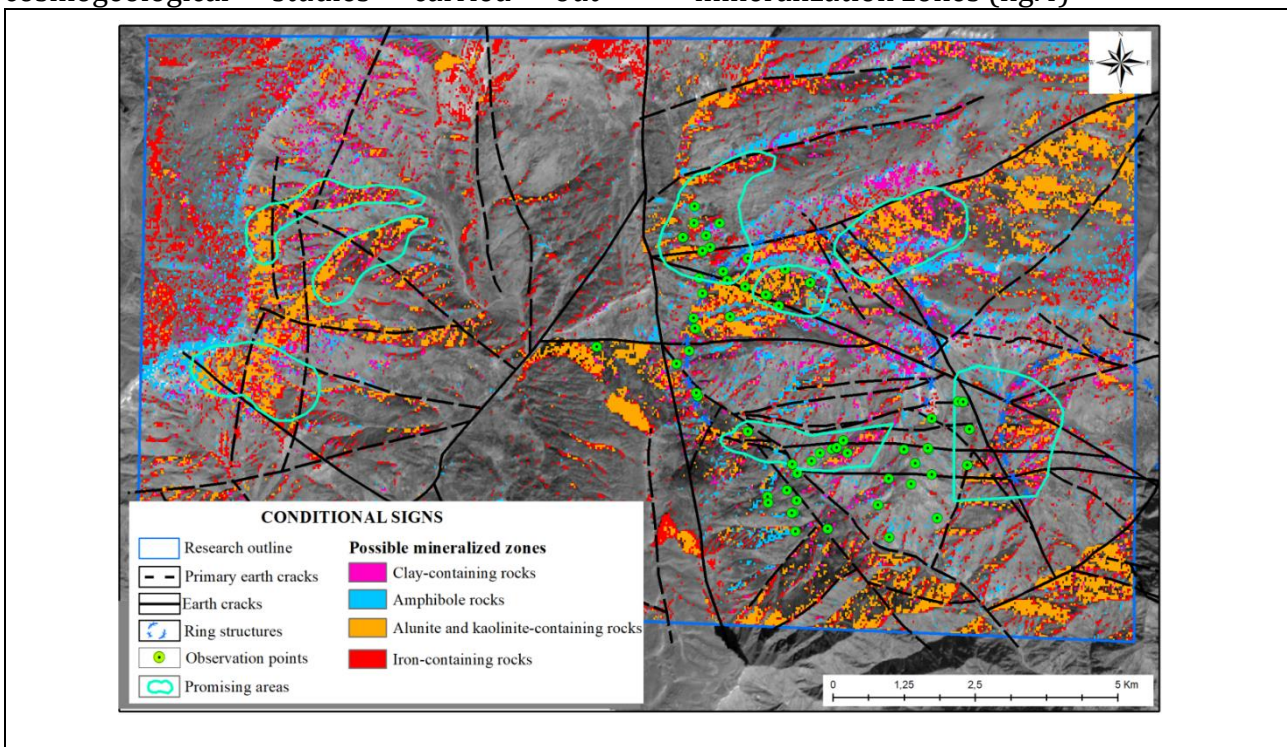 cosmogeological studies carried out mineralization zones (fig.
N
W E
S
CONDITIONAL SIGNS
Research outline
Primary earth cracks
Earth cracks
Ring structures
Observation points
Promising areas
Possible mineralized zones
Clay-containing rocks
Amphibole rocks
Alunite and kaolinite-containing rocks
Iron-containing rocks
0 1,25 2,5 5 Km